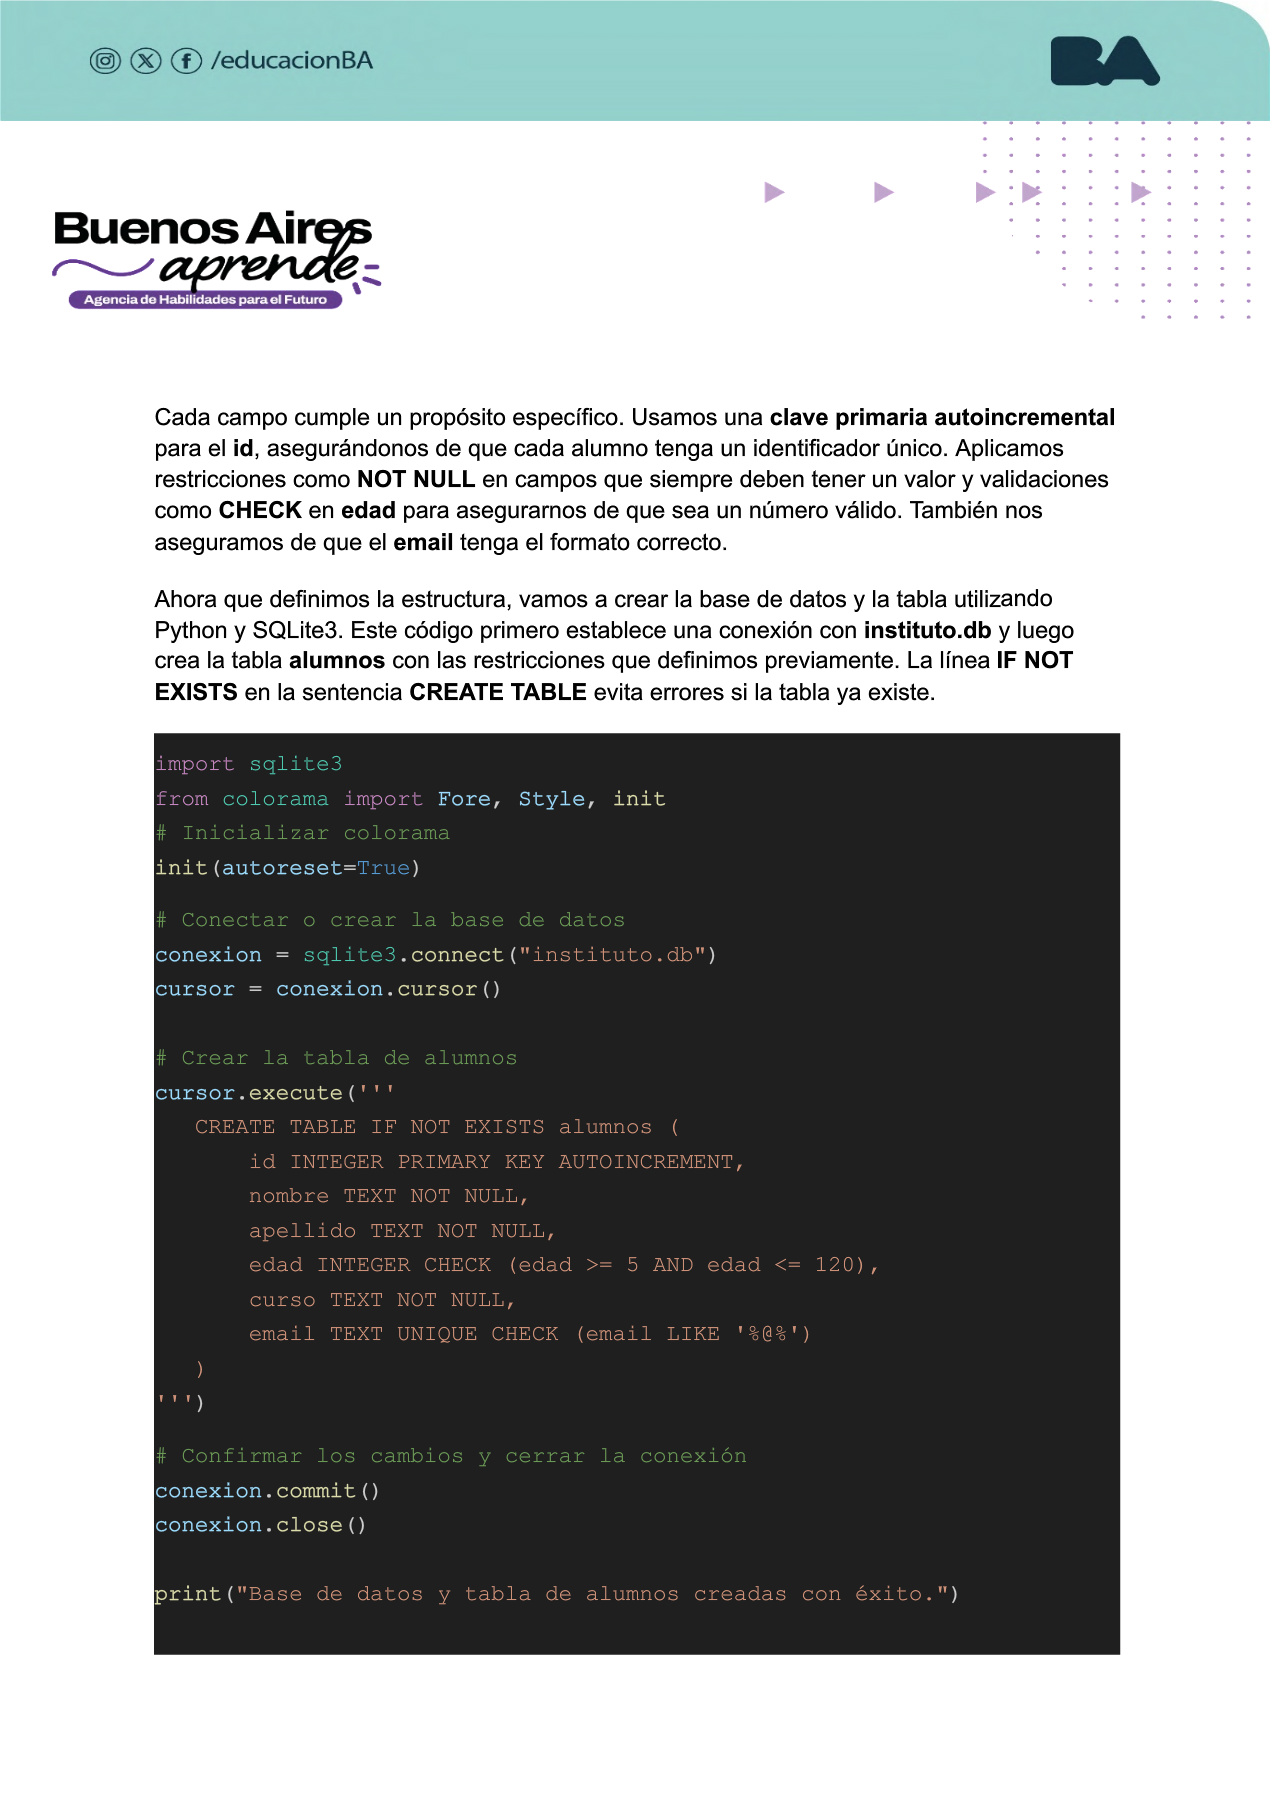 /educacionBA
BA
Buenos Aires
aprende
Agencia de Habilidades para el Futuro
Cada campo cumple un propósito específico. Usamos una clave primaria autoincremental
para el id, asegurándonos de que cada alumno tenga un identificador único. Aplicamos
restricciones como NOT NULL en campos que siempre deben tener un valor y validaciones
como CHECK en edad para asegurarnos de que sea un número válido. También nos
aseguramos de que el email tenga el formato correcto.
Ahora que definimos la estructura, vamos a crear la base de datos y la tabla utilizando
Python y SQLite3. Este código primero establece una conexión con instituto.db y luego
crea la tabla alumnos con las restricciones que definimos previamente. La línea IF NOT
EXISTS en la sentencia CREATE TABLE evita errores si la tabla ya existe.
import sqlite3
from colorama import Fore, Style, init
# Inicializar colorama
init(autoreset=True)
# Conectar o crear la base de datos
conexion = sqlite3.connect("instituto.db")
cursor = conexion.cursor()
# Crear la tabla de alumnos
cursor.execute('''
   CREATE TABLE IF NOT EXISTS alumnos (
       id INTEGER PRIMARY KEY AUTOINCREMENT,
       nombre TEXT NOT NULL,
       apellido TEXT NOT NULL,
       edad INTEGER CHECK (edad >= 5 AND edad <= 120),
       curso TEXT NOT NULL,
       email TEXT UNIQUE CHECK (email LIKE '%@%')
   )
''')
# Confirmar los cambios y cerrar la conexión
conexion.commit()
conexion.close()
print("Base de datos y tabla de alumnos creadas con éxito.")